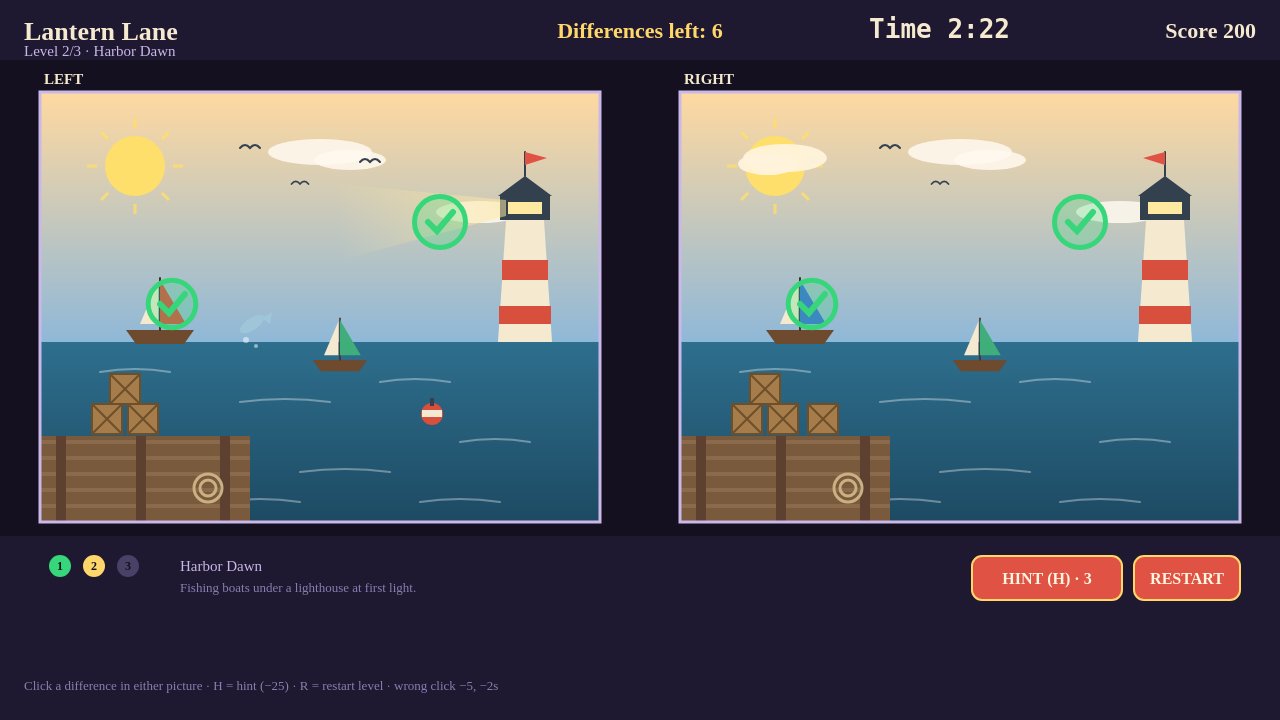 Lantern Lane
Level 2/3 · Harbor Dawn
Differences left: 6
Time 2:22
Score 200
LEFT
RIGHT
1 2 3
Harbor Dawn
Fishing boats under a lighthouse at first light.
HINT (H) · 3
RESTART
Click a difference in either picture · H = hint (−25) · R = restart level · wrong click −5, −2s